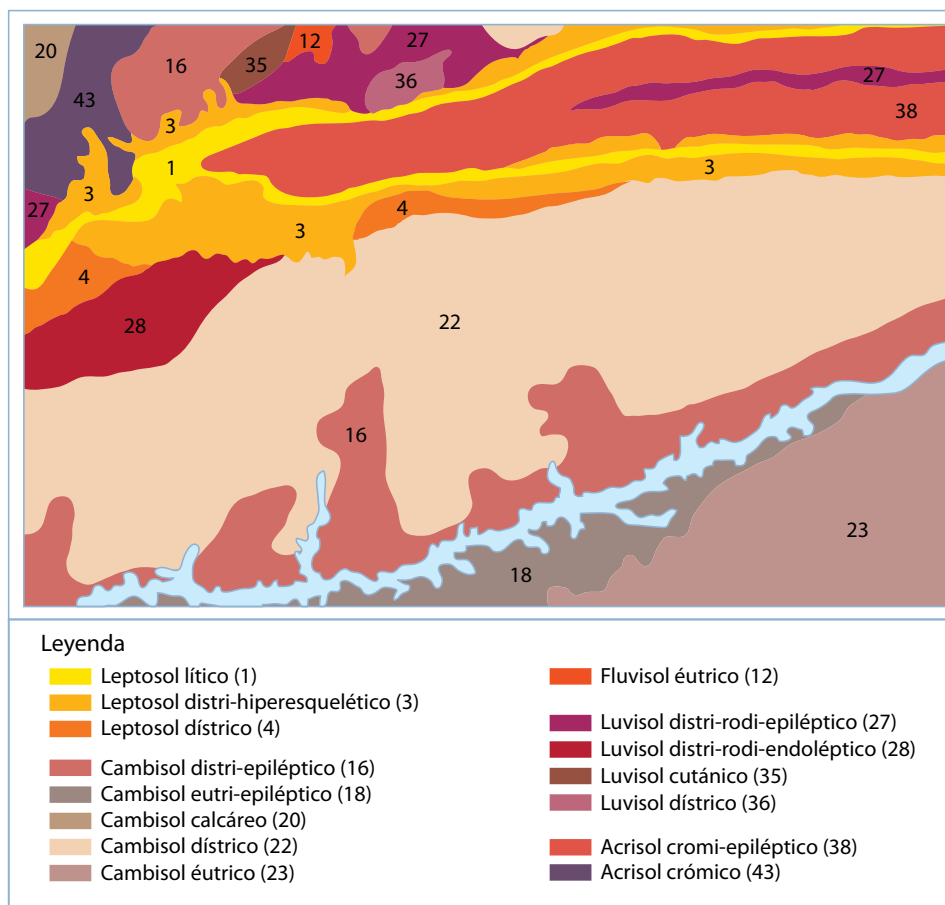 20
16
35
12
27
36
27
43
38
3
1
3
3
27
4
3
4
28
22
16
23
18
Leyenda
Leptosol lítico (1)
Leptosol distri-hiperesquelético (3)
Leptosol dístrico (4)
Cambisol distri-epiléptico (16)
Cambisol eutri-epiléptico (18)
Cambisol calcáreo (20)
Cambisol dístrico (22)
Cambisol éutrico (23)
Fluvisol éutrico (12)
Luvisol distri-rodi-epiléptico (27)
Luvisol distri-rodi-endoléptico (28)
Luvisol cutánico (35)
Luvisol dístrico (36)
Acrisol cromi-epiléptico (38)
Acrisol crómico (43)